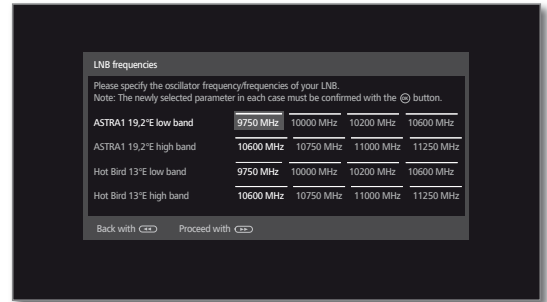 LNB frequencies
Please specify the oscillator frequency/frequencies of your LNB.
Note: The newly selected parameter in each case must be confirmed with the OK button.
ASTRA1 19,2°E low band 9750 MHz 10000 MHz 10200 MHz 10600 MHz
ASTRA1 19,2°E high band 10600 MHz 10750 MHz 11000 MHz 11250 MHz
Hot Bird 13°E low band 9750 MHz 10000 MHz 10200 MHz 10600 MHz
Hot Bird 13°E high band 10600 MHz 10750 MHz 11000 MHz 11250 MHz
Back with ◀◀ Proceed with ▶▶